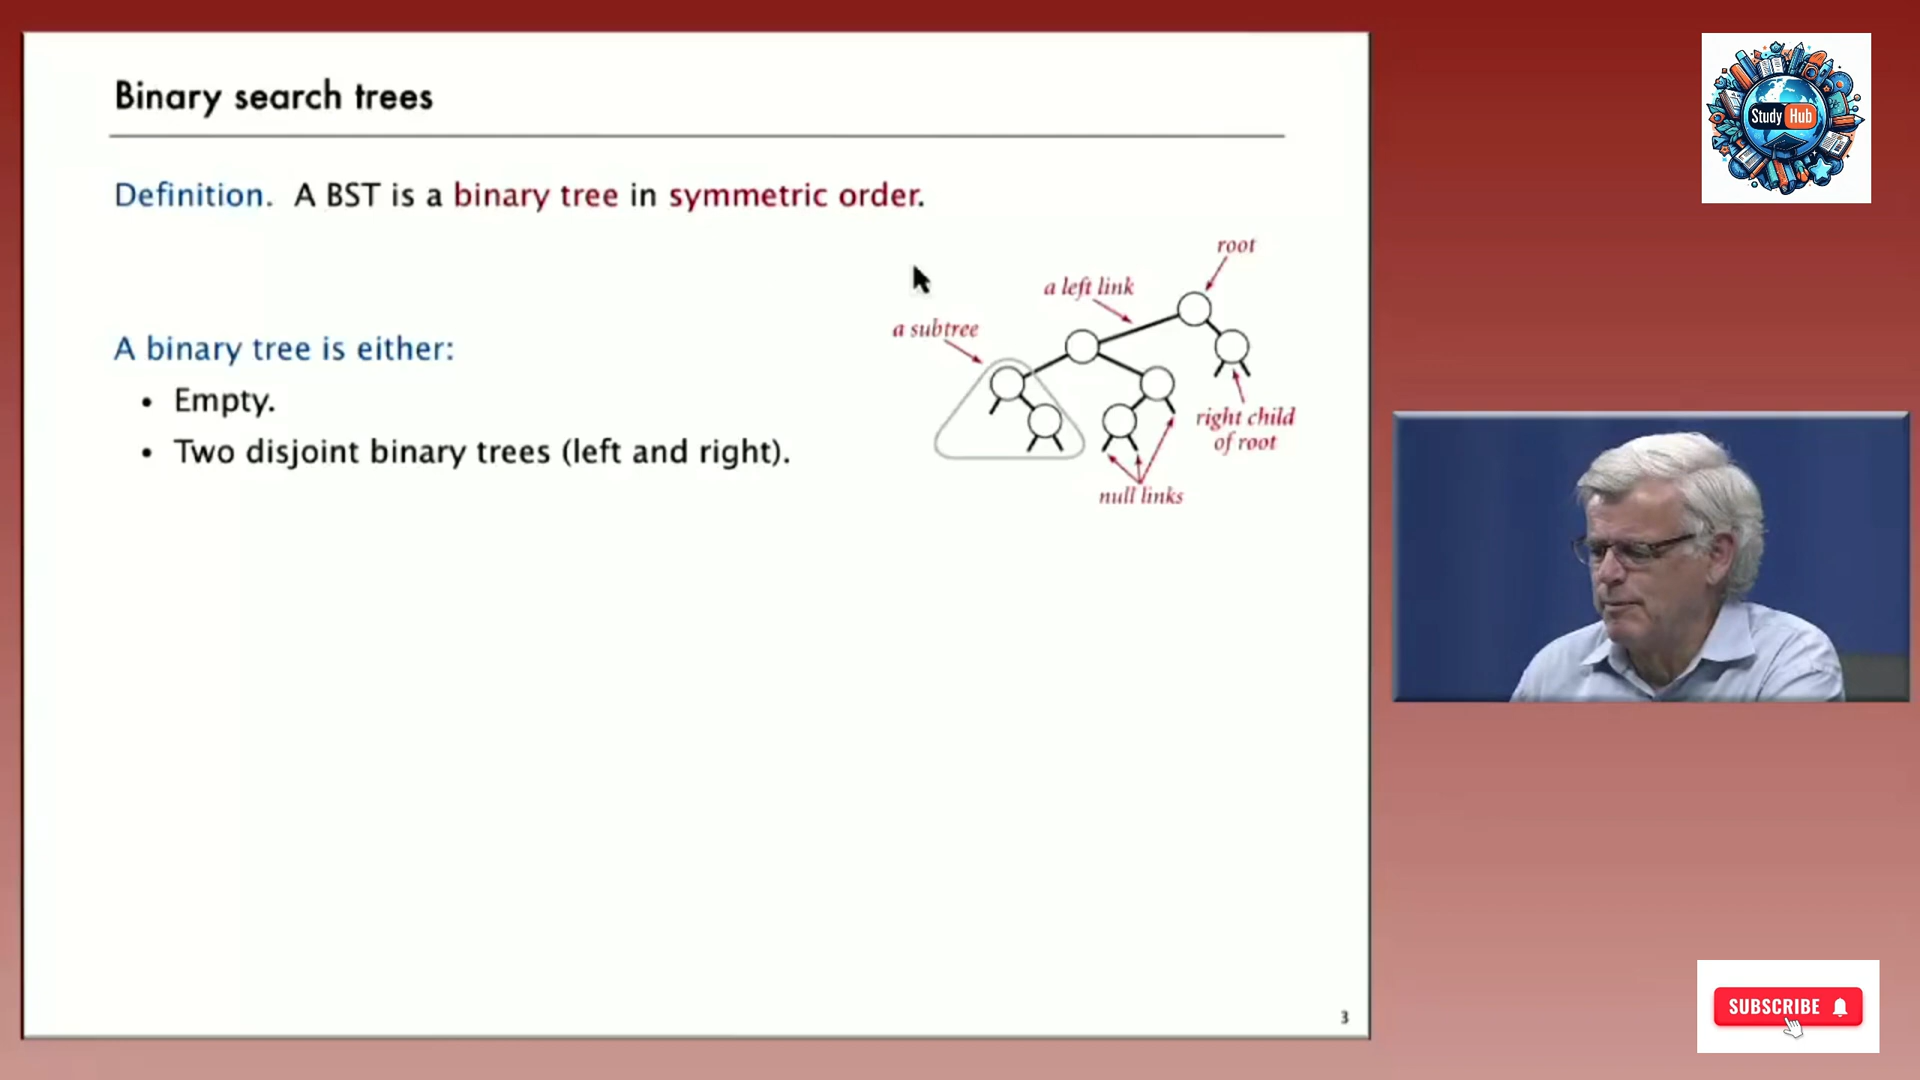 Binary search trees
Definition. A BST is a binary tree in symmetric order.
root
a left link
a subtree
A binary tree is either:
• Empty.
• Two disjoint binary trees (left and right).
right child
of root
null links
3
Study Hub
SUBSCRIBE